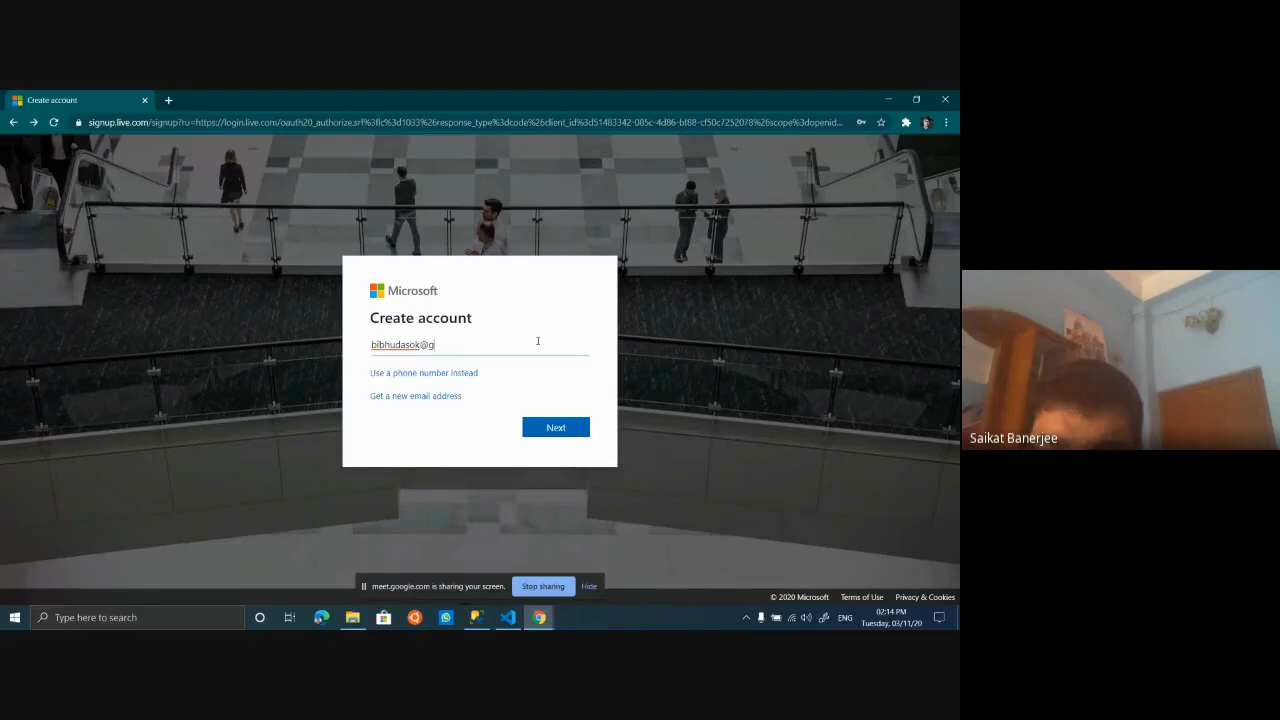 Create account
signup.live.com/signup?ru=https://login.live.com/oauth20_authorize.srf%3flc%3d1033%26response_type%3dcode%26client_id%3d51483342-085c-4d86-bf88-cf50c7252078%26scope%3dopenid...
Microsoft
Create account
bibhudasok@g
Use a phone number instead
Get a new email address
Next
Saikat Banerjee
meet.google.com is sharing your screen.
Stop sharing
Hide
© 2020 Microsoft
Terms of Use
Privacy & Cookies
Type here to search
ENG
02:14 PM
Tuesday, 03/11/20